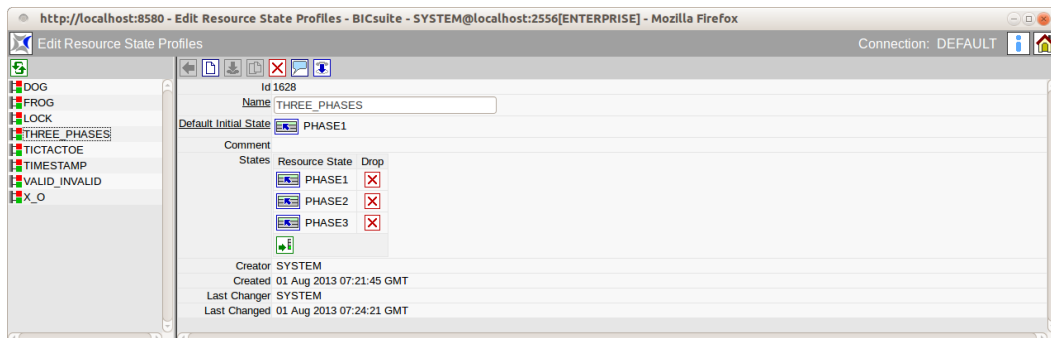 http://localhost:8580 - Edit Resource State Profiles - BICsuite - SYSTEM@localhost:2556[ENTERPRISE] - Mozilla Firefox
Edit Resource State Profiles Connection: DEFAULT
DOG
FROG
LOCK
THREE_PHASES
TICTACTOE
TIMESTAMP
VALID_INVALID
X_O
Id 1628
Name THREE_PHASES
Default Initial State PHASE1
Comment
States Resource State Drop
PHASE1
PHASE2
PHASE3
Creator SYSTEM
Created 01 Aug 2013 07:21:45 GMT
Last Changer SYSTEM
Last Changed 01 Aug 2013 07:24:21 GMT